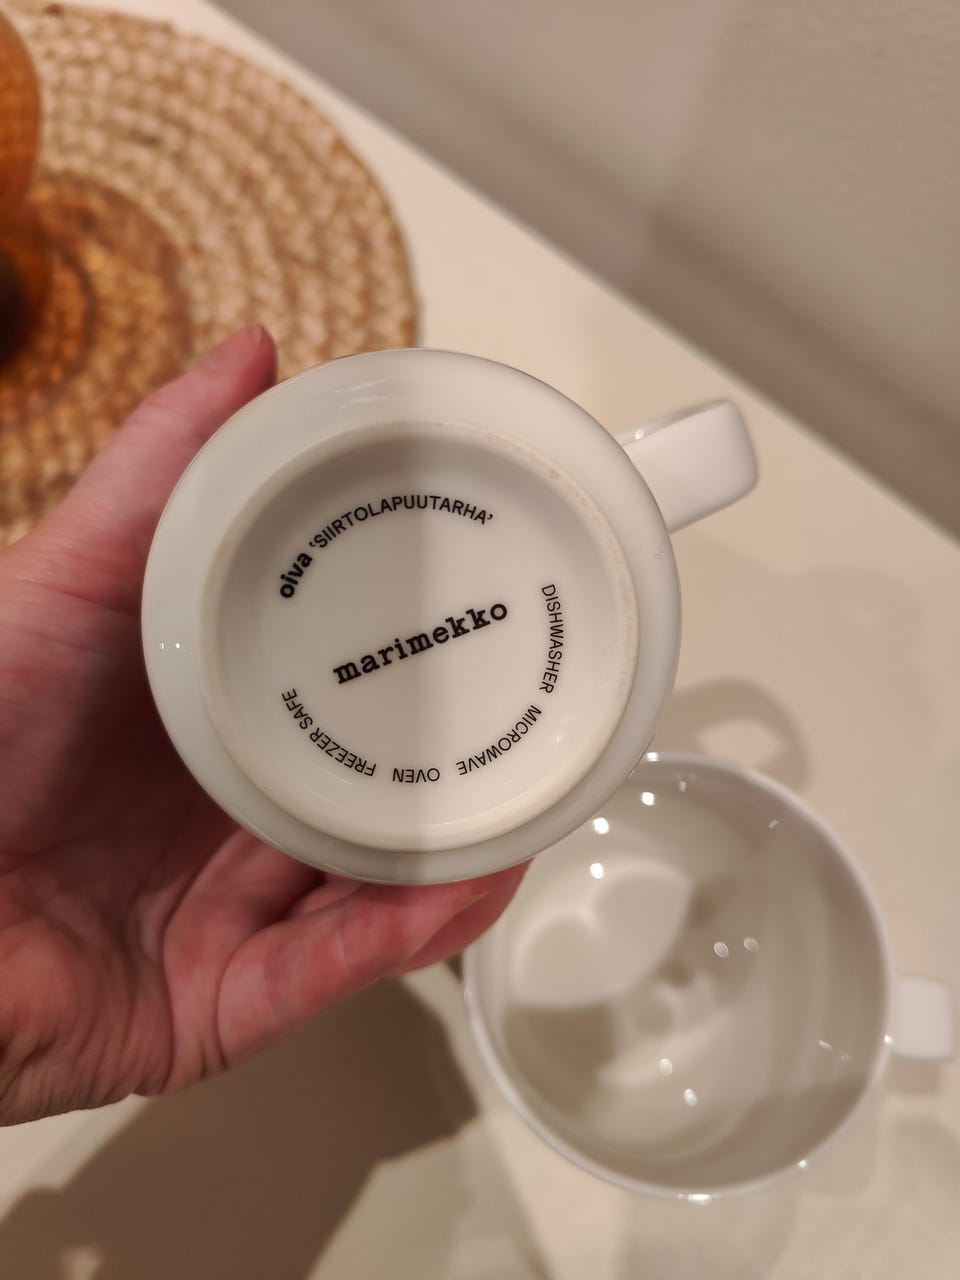 oiva ‘SIIRTOLAPUUTARHA’
marimekko
DISHWASHER MICROWAVE OVEN FREEZER SAFE